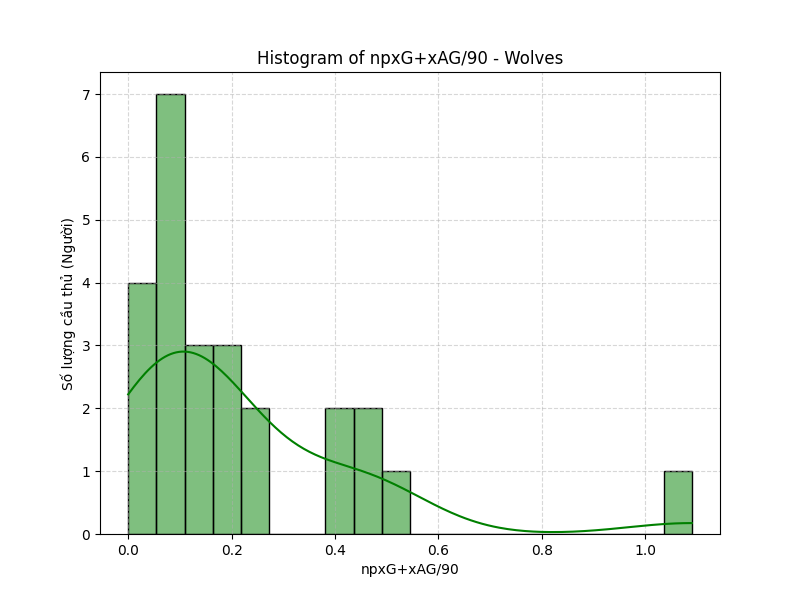 Histogram of npxG+xAG/90 - Wolves
Số lượng cầu thủ (Người)
7
6
5
4
3
2
1
0
0.0 0.2 0.4 0.6 0.8 1.0
npxG+xAG/90